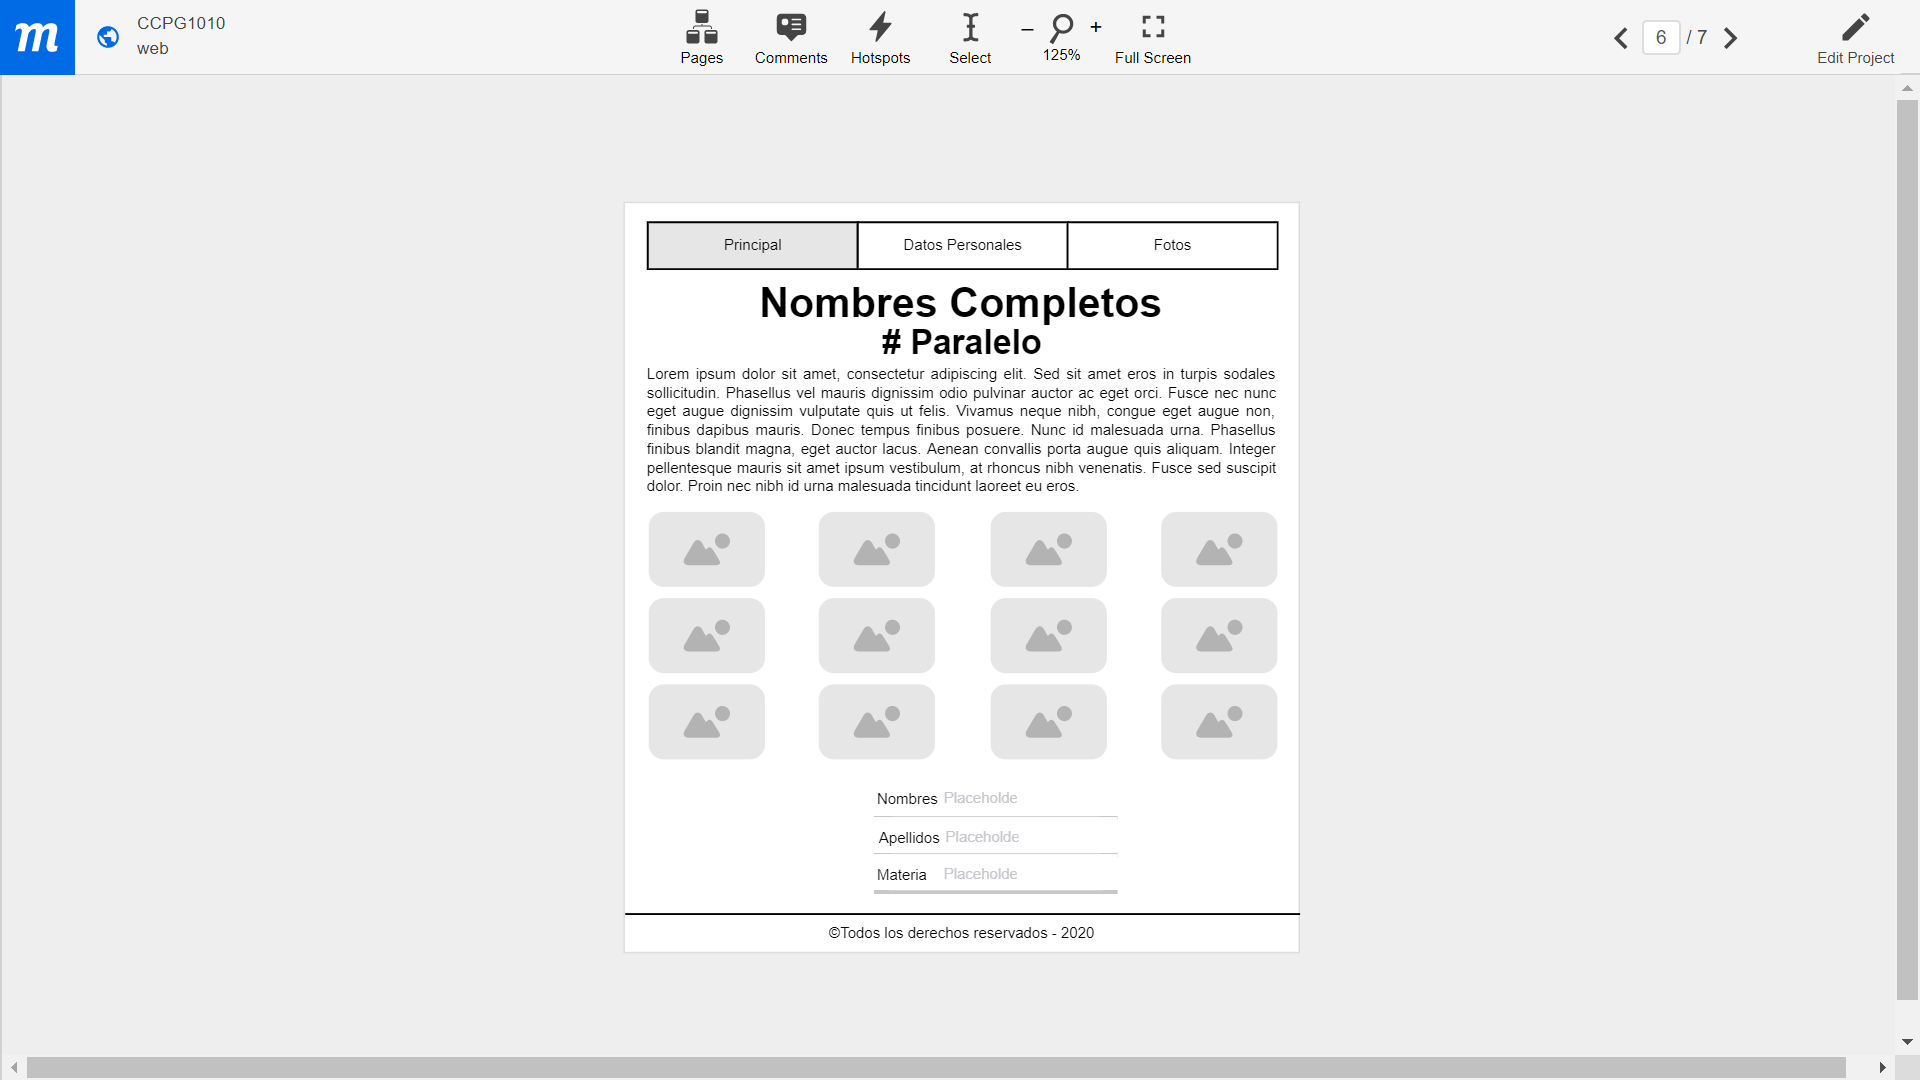 m
CCPG1010
web
Pages
Comments
Hotspots
Select
– +
125%
Full Screen
6 / 7
Edit Project
Principal
Datos Personales
Fotos
Nombres Completos
# Paralelo
Lorem ipsum dolor sit amet, consectetur adipiscing elit. Sed sit amet eros in turpis sodales
sollicitudin. Phasellus vel mauris dignissim odio pulvinar auctor ac eget orci. Fusce nec nunc
eget augue dignissim vulputate quis ut felis. Vivamus neque nibh, congue eget augue non,
finibus dapibus mauris. Donec tempus finibus posuere. Nunc id malesuada urna. Phasellus
finibus blandit magna, eget auctor lacus. Aenean convallis porta augue quis aliquam. Integer
pellentesque mauris sit amet ipsum vestibulum, at rhoncus nibh venenatis. Fusce sed suscipit
dolor. Proin nec nibh id urna malesuada tincidunt laoreet eu eros.
Nombres Placeholde
Apellidos Placeholde
Materia Placeholde
©Todos los derechos reservados - 2020